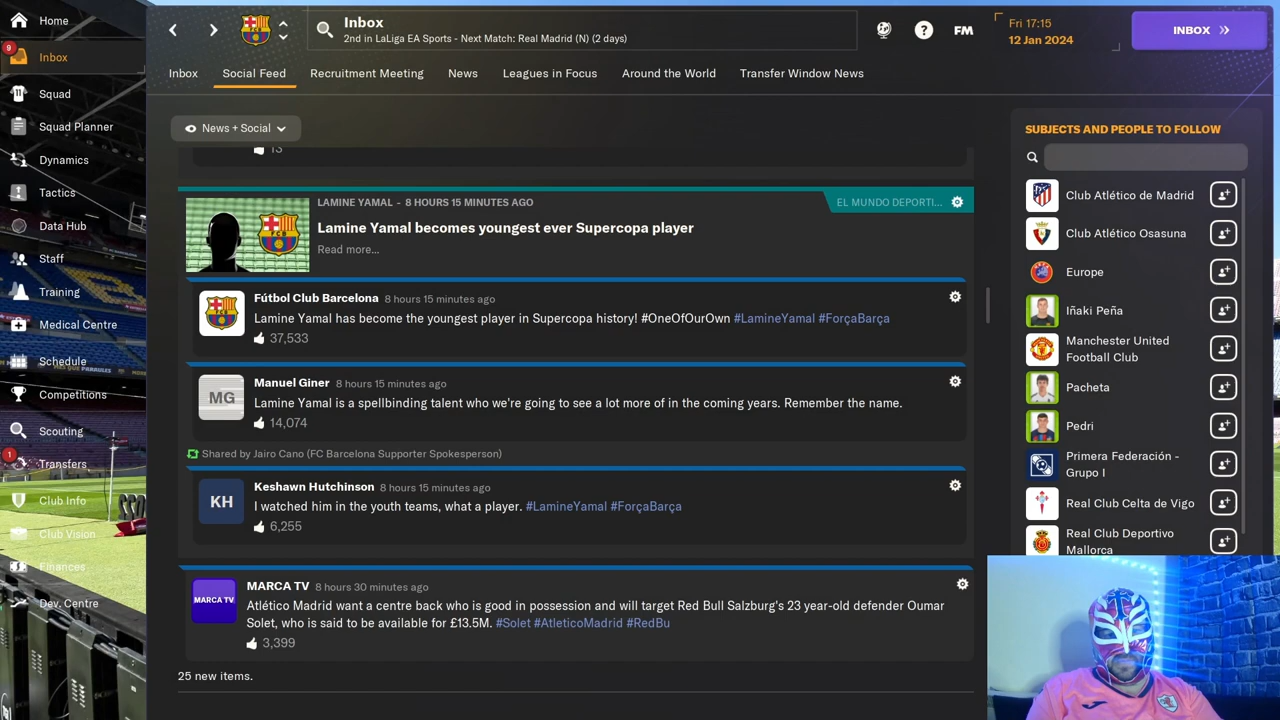 Home
Inbox
2nd in LaLiga EA Sports - Next Match: Real Madrid (N) (2 days)
FM
Fri 17:15
12 Jan 2024
INBOX
9
Inbox
Squad
Squad Planner
Dynamics
Tactics
Data Hub
Staff
Training
Medical Centre
Schedule
Competitions
Scouting
1
Transfers
Club Info
Club Vision
Finances
Dev. Centre
Inbox
Social Feed
Recruitment Meeting
News
Leagues in Focus
Around the World
Transfer Window News
News + Social
13
LAMINE YAMAL - 8 HOURS 15 MINUTES AGO
EL MUNDO DEPORTI...
Lamine Yamal becomes youngest ever Supercopa player
Read more...
Fútbol Club Barcelona 8 hours 15 minutes ago
Lamine Yamal has become the youngest player in Supercopa history! #OneOfOurOwn #LamineYamal #ForçaBarça
37,533
MG
Manuel Giner 8 hours 15 minutes ago
Lamine Yamal is a spellbinding talent who we're going to see a lot more of in the coming years. Remember the name.
14,074
Shared by Jairo Cano (FC Barcelona Supporter Spokesperson)
KH
Keshawn Hutchinson 8 hours 15 minutes ago
I watched him in the youth teams, what a player. #LamineYamal #ForçaBarça
6,255
MARCA TV
MARCA TV 8 hours 30 minutes ago
Atlético Madrid want a centre back who is good in possession and will target Red Bull Salzburg's 23 year-old defender Oumar
Solet, who is said to be available for £13.5M. #Solet #AtleticoMadrid #RedBu
3,399
25 new items.
SUBJECTS AND PEOPLE TO FOLLOW
Club Atlético de Madrid
Club Atlético Osasuna
Europe
Iñaki Peña
Manchester United
Football Club
Pacheta
Pedri
Primera Federación -
Grupo I
Real Club Celta de Vigo
Real Club Deportivo
Mallorca